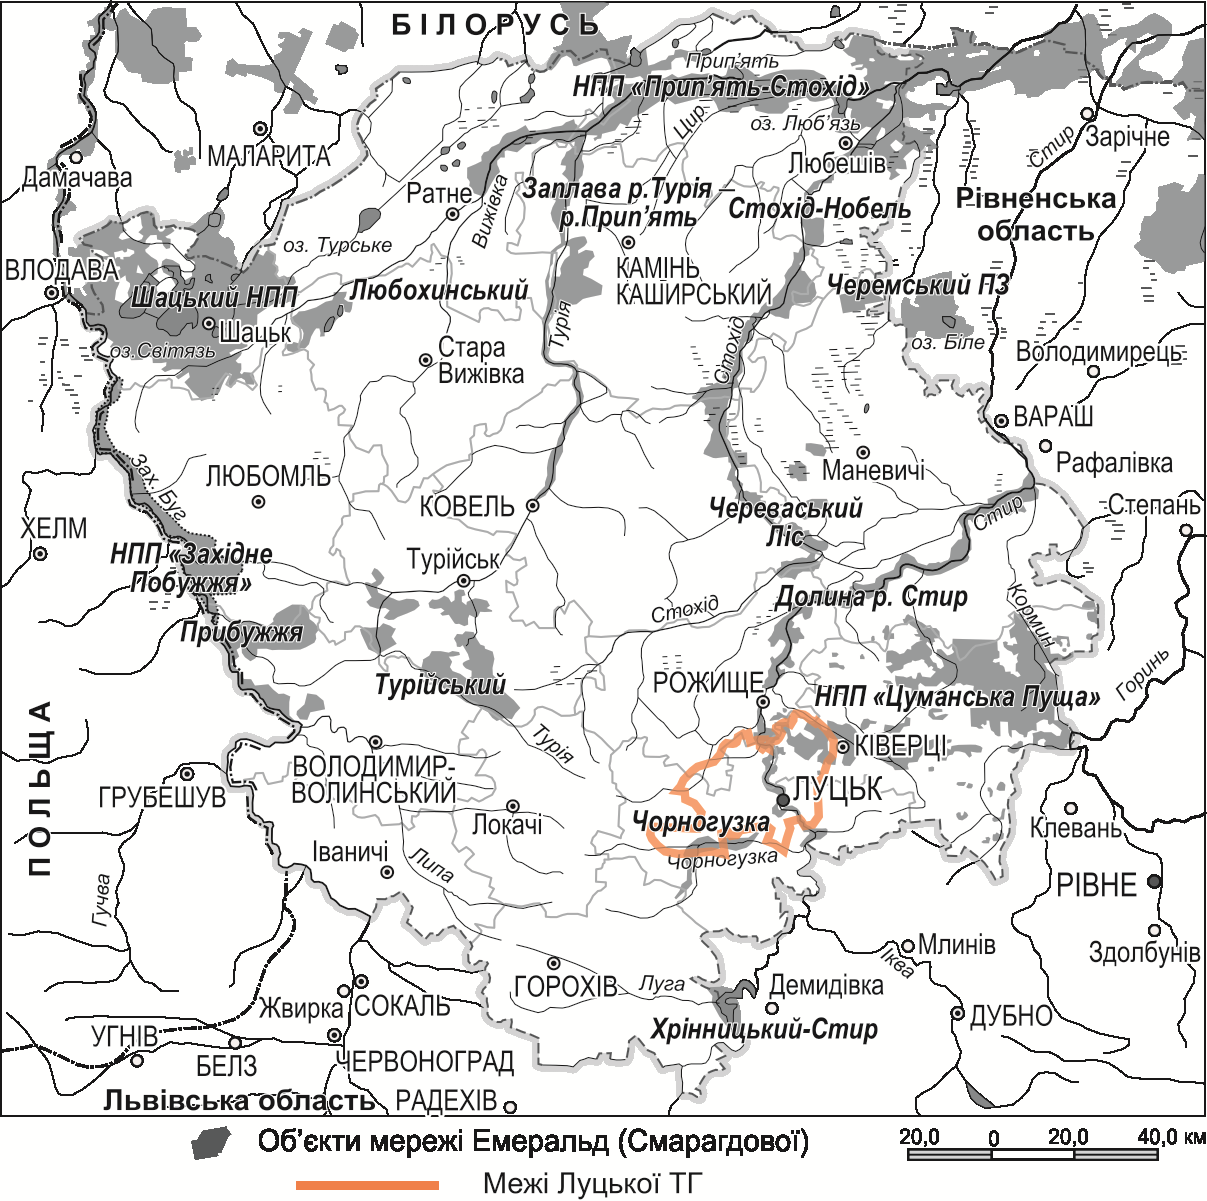 БІЛОРУСЬ
Прип'ять
НПП «Прип'ять-Стохід»
Цир
оз. Люб'язь
Стир
Зарічне
МАЛАРИТА
Любешів
Дамачава
Ратне
Вижівка
Заплава р.Турія –
р.Прип'ять
Стохід-Нобель
Рівненська
область
оз. Турське
ВЛОДАВА
КАМІНЬ
КАШИРСЬКИЙ
Шацький НПП
Любохинський
Черемський ПЗ
Шацьк
Турія
Стохід
оз.Світязь
Стара
Вижівка
оз. Біле
Володимирець
ВАРАШ
Рафалівка
Зах. Буг
ЛЮБОМЛЬ
Маневичі
КОВЕЛЬ
Череваський
Ліс
Стир
Степань
ХЕЛМ
НПП «Західне
Побужжя»
Турійськ
Стохід
Долина р. Стир
Кормин
Прибужжя
Горинь
Турійський
РОЖИЩЕ
НПП «Цуманська Пуща»
ПОЛЬЩА
Турія
КІВЕРЦІ
ВОЛОДИМИР-
ВОЛИНСЬКИЙ
ГРУБЕШУВ
ЛУЦЬК
Локачі
Чорногузка
Клевань
Іваничі
Липа
Чорногузка
РІВНЕ
Гучва
Млинів
Здолбунів
Іква
ГОРОХІВ
Луга
Демидівка
Жвирка
СОКАЛЬ
ДУБНО
Хрінницький-Стир
УГНІВ
БЕЛЗ
ЧЕРВОНОГРАД
Львівська область
РАДЕХІВ
Об'єкти мережі Емеральд (Смарагдової)
20,0 0 20,0 40,0 км
Межі Луцької ТГ